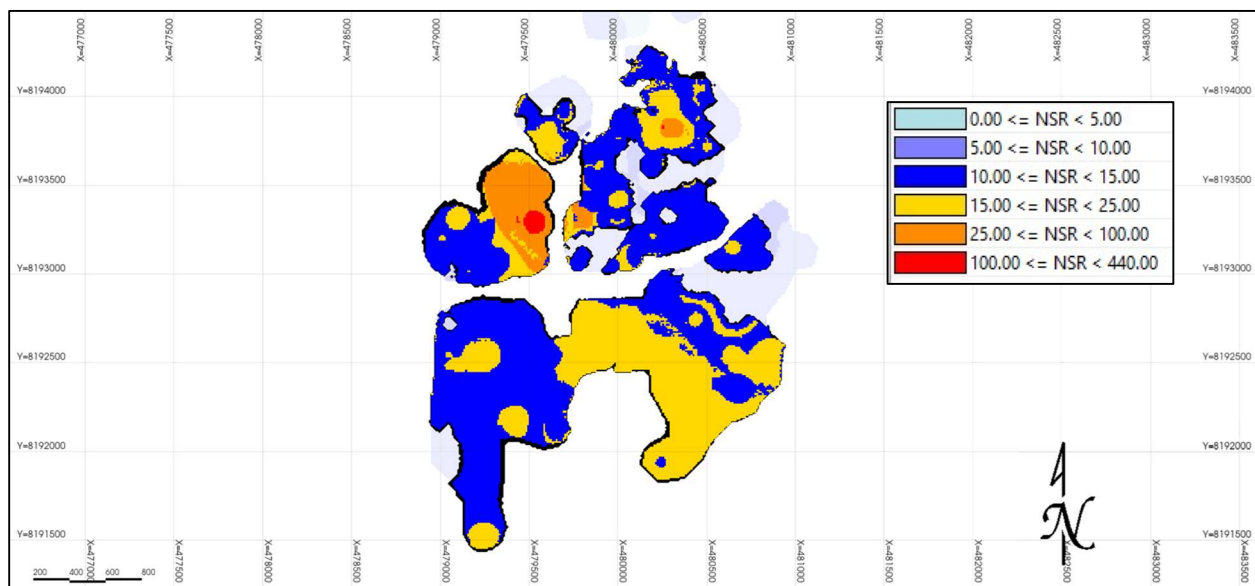 X=477000
X=477500
X=478000
X=478500
X=479000
X=479500
X=480000
X=480500
X=481000
X=481500
X=482000
X=482500
X=483000
X=483500
Y=8194000
Y=8194000
0.00 <= NSR < 5.00
5.00 <= NSR < 10.00
10.00 <= NSR < 15.00
15.00 <= NSR < 25.00
25.00 <= NSR < 100.00
100.00 <= NSR < 440.00
Y=8193500
Y=8193500
Y=8193000
Y=8193000
Y=8192500
Y=8192500
Y=8192000
Y=8192000
N
Y=8191500
Y=8191500
X=477000
X=477500
X=478000
X=478500
X=479000
X=479500
X=480000
X=480500
X=481000
X=481500
X=482000
X=482500
X=483000
X=483500
200 400 600 800